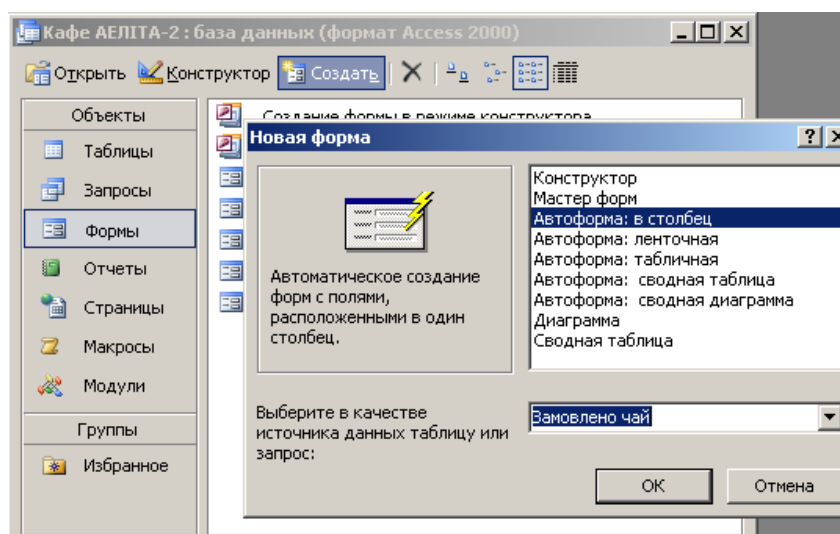 Кафе АЕЛІТА-2 : база данных (формат Access 2000)
Открыть Конструктор Создать
Объекты
Таблицы
Запросы
Формы
Отчеты
Страницы
Макросы
Модули
Группы
Избранное
Создание формы в режиме конструктора
Новая форма
Автоматическое создание
форм с полями,
расположенными в один
столбец.
Конструктор
Мастер форм
Автоформа: в столбец
Автоформа: ленточная
Автоформа: табличная
Автоформа: сводная таблица
Автоформа: сводная диаграмма
Диаграмма
Сводная таблица
Выберите в качестве
источника данных таблицу или
запрос:
Замовлено чай
ОК
Отмена